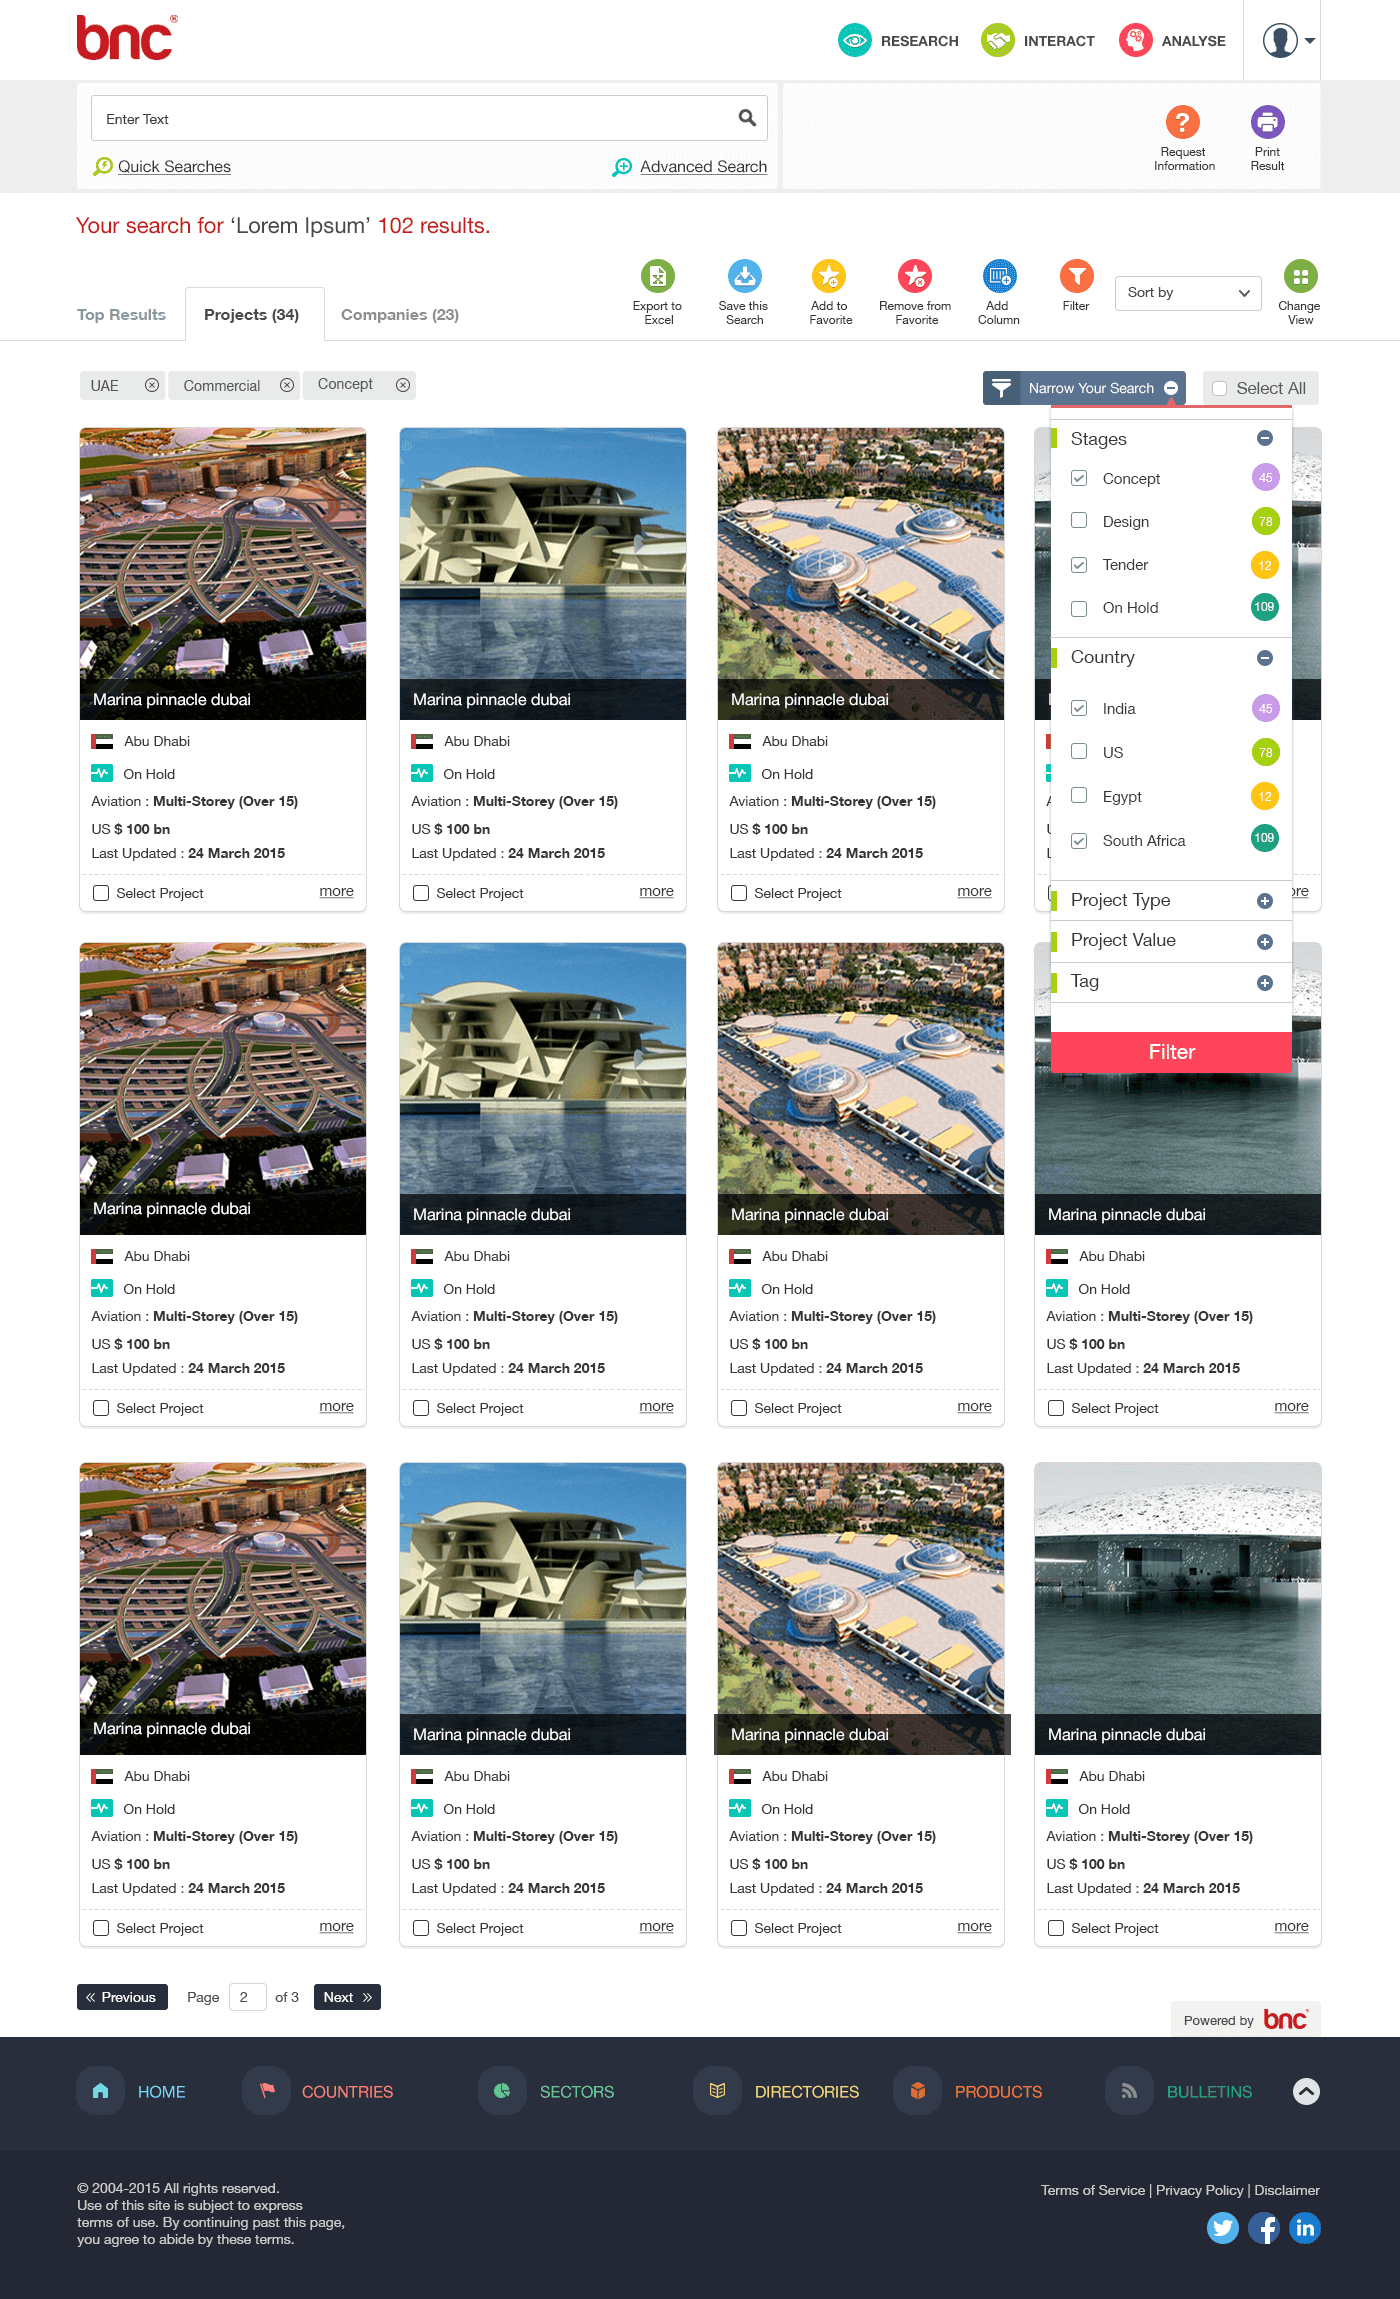 bnc®
RESEARCH
INTERACT
ANALYSE
Enter Text
Quick Searches
Advanced Search
Request
Information
Print
Result
Your search for ‘Lorem Ipsum’ 102 results.
Top Results
Projects (34)
Companies (23)
Export to
Excel
Save this
Search
Add to
Favorite
Remove from
Favorite
Add
Column
Filter
Sort by
Change
View
UAE
Commercial
Concept
Narrow Your Search
Select All
Stages
Concept 45
Design 78
Tender 12
On Hold 109
Country
India 45
US 78
Egypt 12
South Africa 109
Project Type
Project Value
Tag
Filter
Marina pinnacle dubai
Abu Dhabi
On Hold
Aviation : Multi-Storey (Over 15)
US $ 100 bn
Last Updated : 24 March 2015
Select Project more
Marina pinnacle dubai
Abu Dhabi
On Hold
Aviation : Multi-Storey (Over 15)
US $ 100 bn
Last Updated : 24 March 2015
Select Project more
Marina pinnacle dubai
Abu Dhabi
On Hold
Aviation : Multi-Storey (Over 15)
US $ 100 bn
Last Updated : 24 March 2015
Select Project more
Marina pinnacle dubai
Abu Dhabi
On Hold
Aviation : Multi-Storey (Over 15)
US $ 100 bn
Last Updated : 24 March 2015
Select Project more
Marina pinnacle dubai
Abu Dhabi
On Hold
Aviation : Multi-Storey (Over 15)
US $ 100 bn
Last Updated : 24 March 2015
Select Project more
Marina pinnacle dubai
Abu Dhabi
On Hold
Aviation : Multi-Storey (Over 15)
US $ 100 bn
Last Updated : 24 March 2015
Select Project more
Marina pinnacle dubai
Abu Dhabi
On Hold
Aviation : Multi-Storey (Over 15)
US $ 100 bn
Last Updated : 24 March 2015
Select Project more
Marina pinnacle dubai
Abu Dhabi
On Hold
Aviation : Multi-Storey (Over 15)
US $ 100 bn
Last Updated : 24 March 2015
Select Project more
Marina pinnacle dubai
Abu Dhabi
On Hold
Aviation : Multi-Storey (Over 15)
US $ 100 bn
Last Updated : 24 March 2015
Select Project more
Marina pinnacle dubai
Abu Dhabi
On Hold
Aviation : Multi-Storey (Over 15)
US $ 100 bn
Last Updated : 24 March 2015
Select Project more
Marina pinnacle dubai
Abu Dhabi
On Hold
Aviation : Multi-Storey (Over 15)
US $ 100 bn
Last Updated : 24 March 2015
Select Project more
« Previous Page 2 of 3 Next »
Powered by bnc
HOME
COUNTRIES
SECTORS
DIRECTORIES
PRODUCTS
BULLETINS
© 2004-2015 All rights reserved.
Use of this site is subject to express
terms of use. By continuing past this page,
you agree to abide by these terms.
Terms of Service | Privacy Policy | Disclaimer